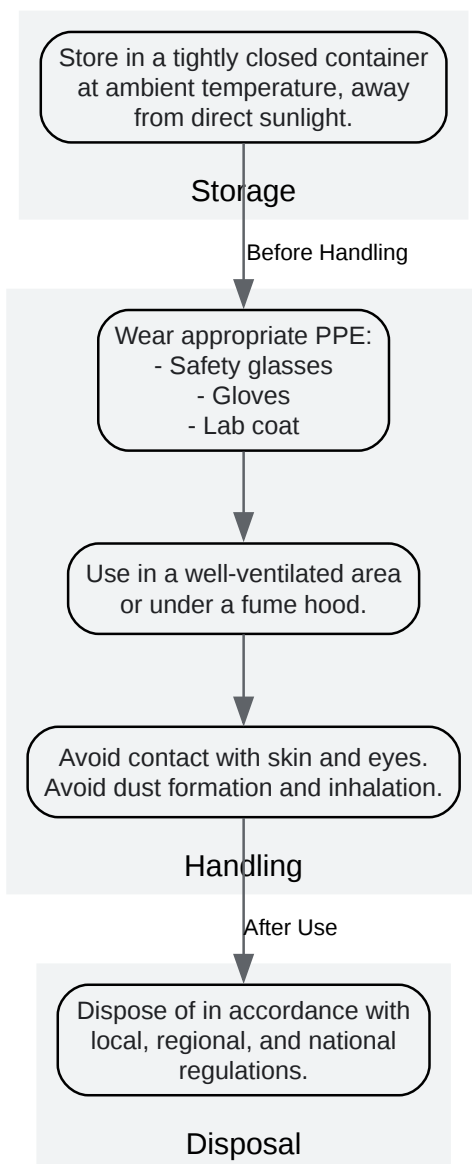 Store in a tightly closed container
at ambient temperature, away
from direct sunlight.
Storage
Before Handling
Wear appropriate PPE:
- Safety glasses
- Gloves
- Lab coat
Use in a well-ventilated area
or under a fume hood.
Avoid contact with skin and eyes.
Avoid dust formation and inhalation.
Handling
After Use
Dispose of in accordance with
local, regional, and national
regulations.
Disposal